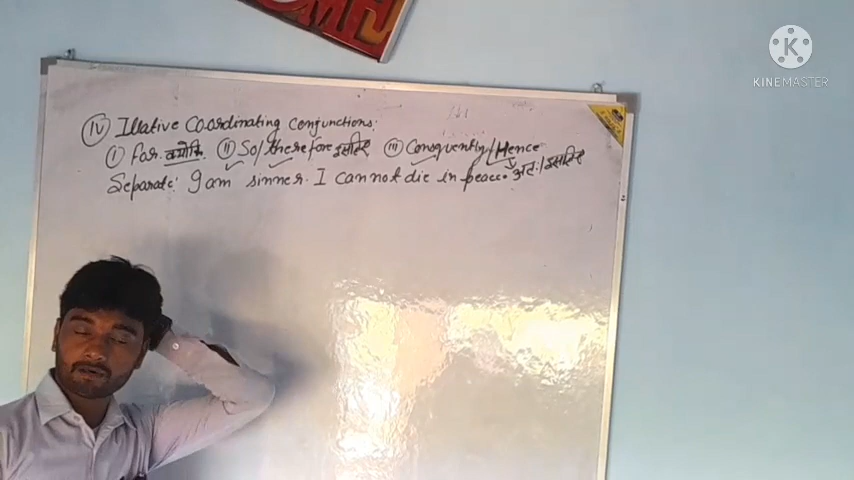 K
KINEMASTER
(IV) Illative Coordinating Conjunctions:
(I) for क्योंकि (II) So/therefore इसलिए (III) Consequently/Hence
Separate: I am sinner. I cannot die in peace. अतः/इसलिए